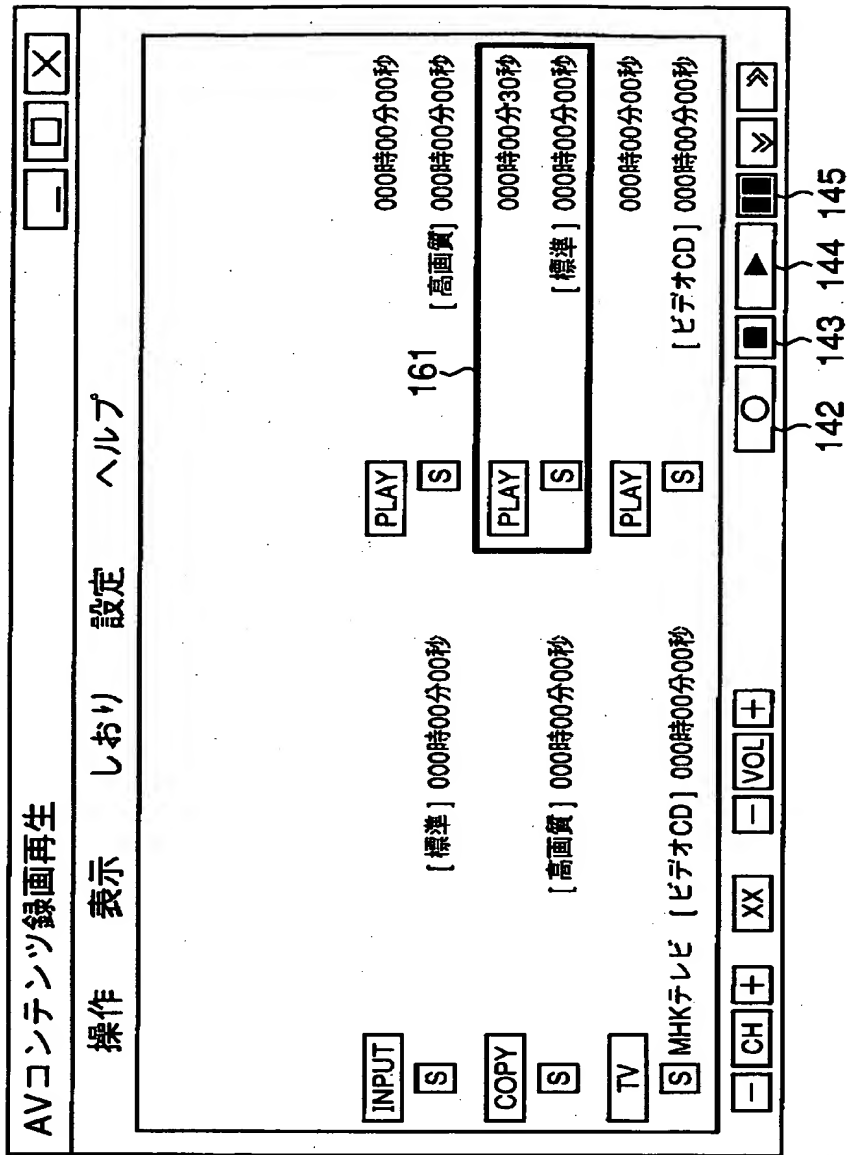 AVコンテンツ録画再生
操作 表示 しおり 設定 ヘルプ
INPUT PLAY 000時00分00秒
S [標準] 000時00分00秒 S [高画質] 000時00分00秒
161
COPY PLAY 000時00分30秒
S [高画質] 000時00分00秒 S [標準] 000時00分00秒
TV PLAY 000時00分00秒
S MHKテレビ [ビデオCD] 000時00分00秒 S [ビデオCD] 000時00分00秒
− CH + XX − VOL +
142 143 144 145